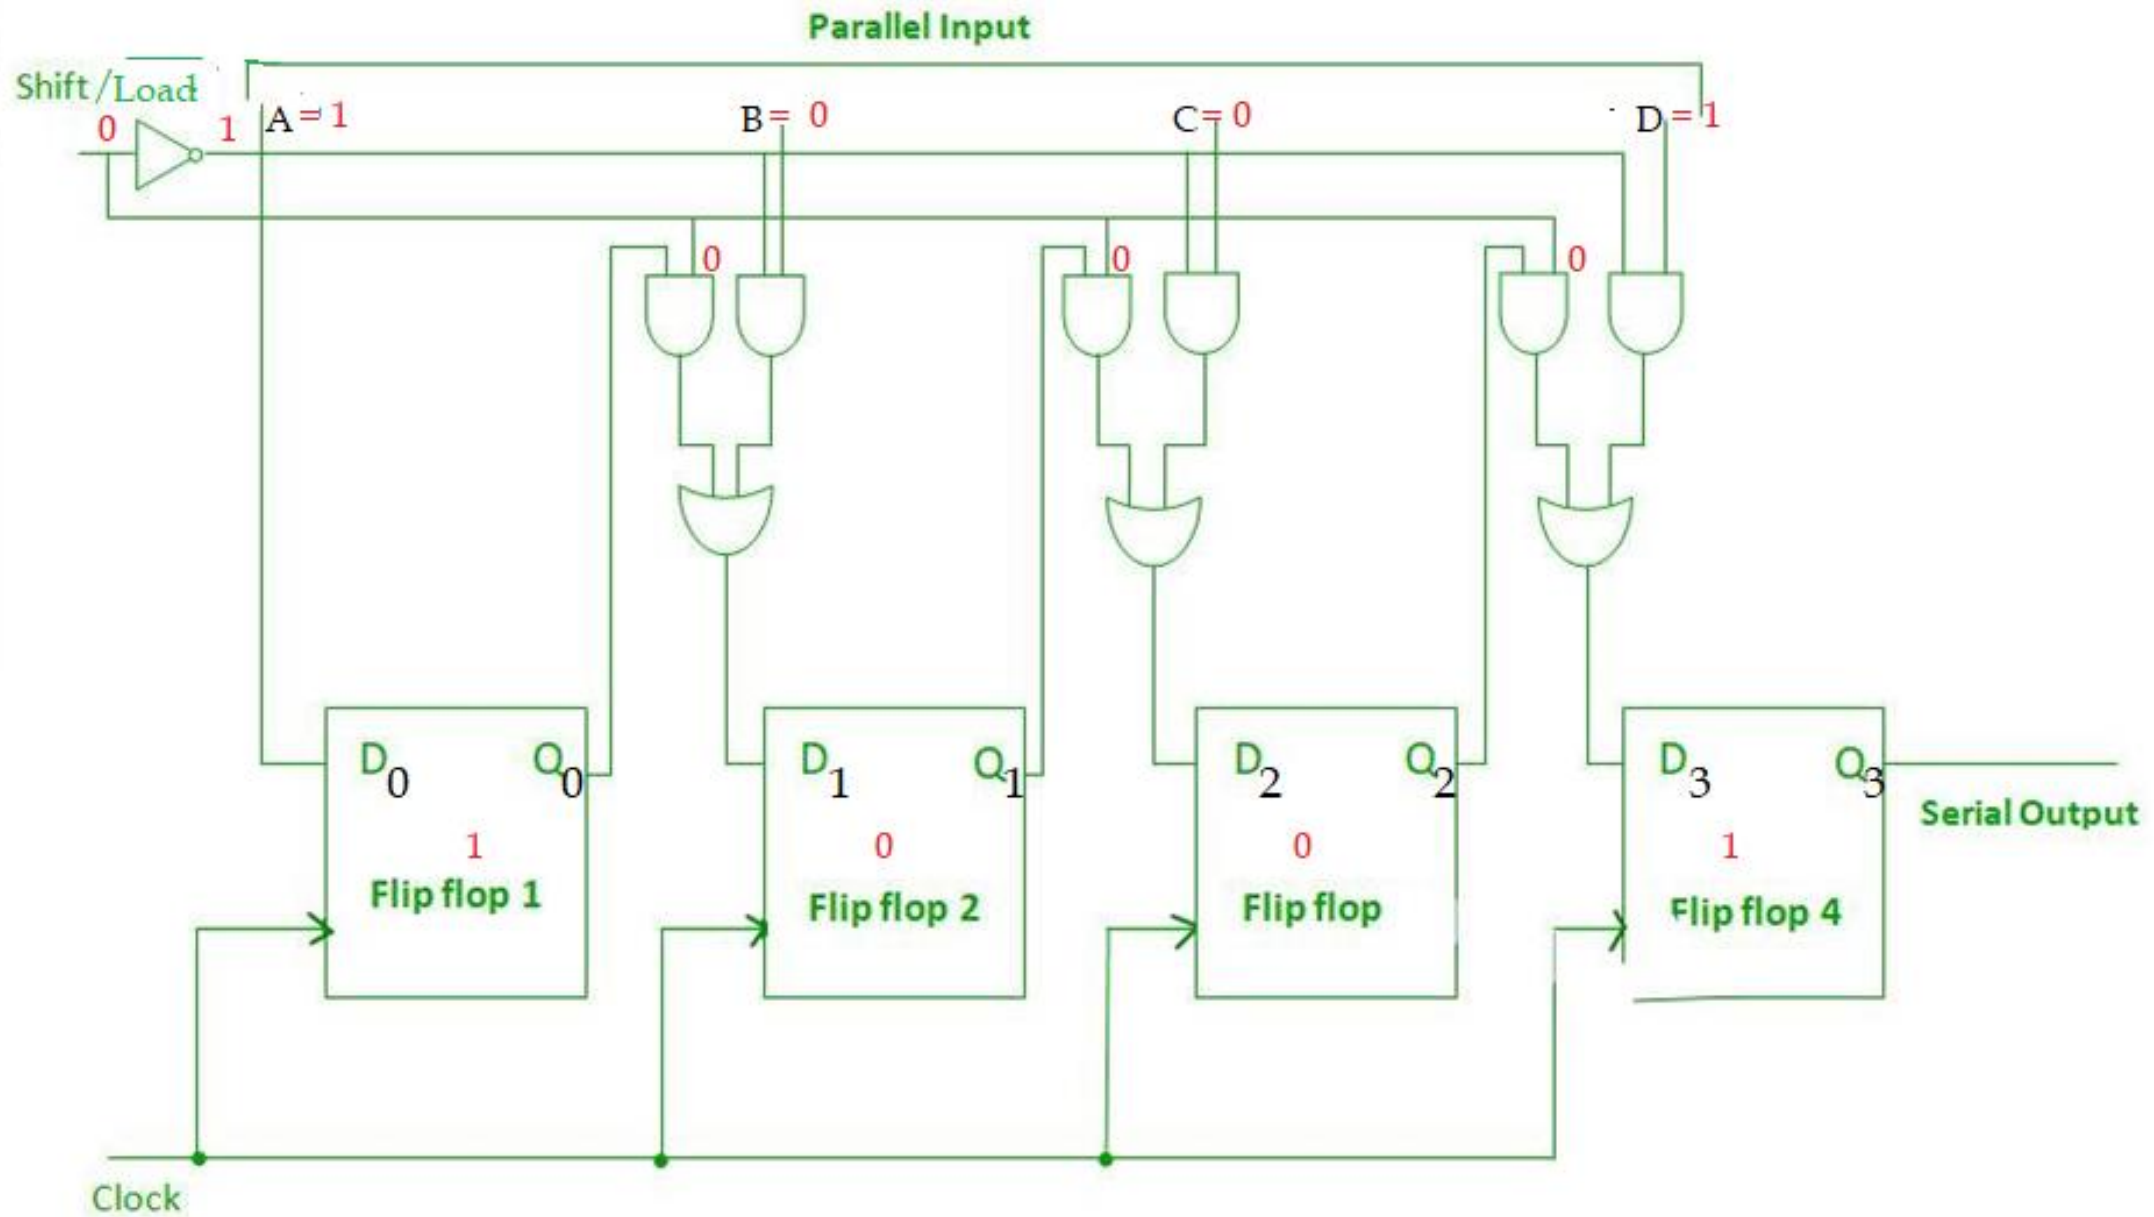 Parallel Input
Shift/Load
0 1 A = 1 B = 0 C = 0 D = 1
0 0 0
D0 Q0 D1 Q1 D2 Q2 D3 Q3
Serial Output
1 0 0 1
Flip flop 1 Flip flop 2 Flip flop Flip flop 4
Clock